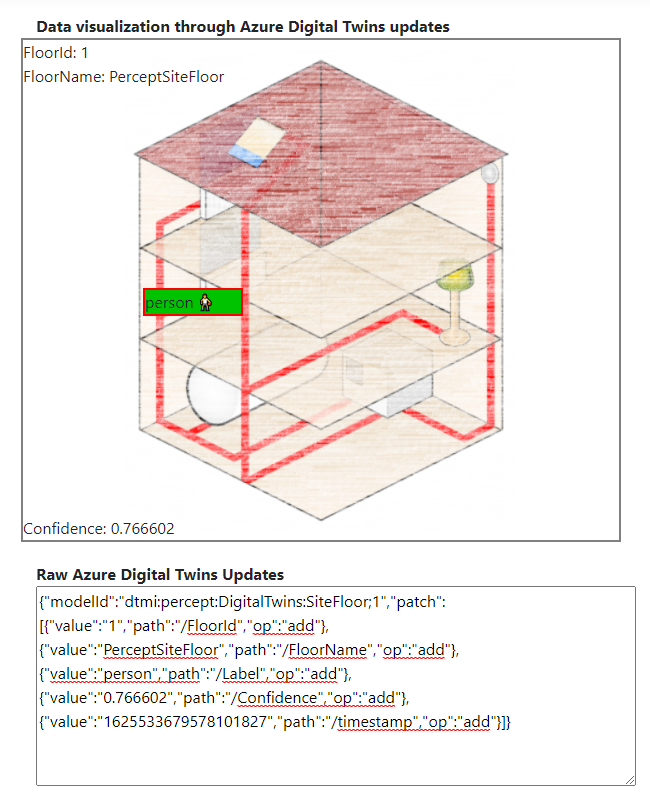 Data visualization through Azure Digital Twins updates
FloorId: 1
FloorName: PerceptSiteFloor
person
Confidence: 0.766602
Raw Azure Digital Twins Updates
{"modelId":"dtmi:percept:DigitalTwins:SiteFloor;1","patch":
[{"value":"1","path":"/FloorId","op":"add"},
{"value":"PerceptSiteFloor","path":"/FloorName","op":"add"},
{"value":"person","path":"/Label","op":"add"},
{"value":"0.766602","path":"/Confidence","op":"add"},
{"value":"1625533679578101827","path":"/timestamp","op":"add"}]}